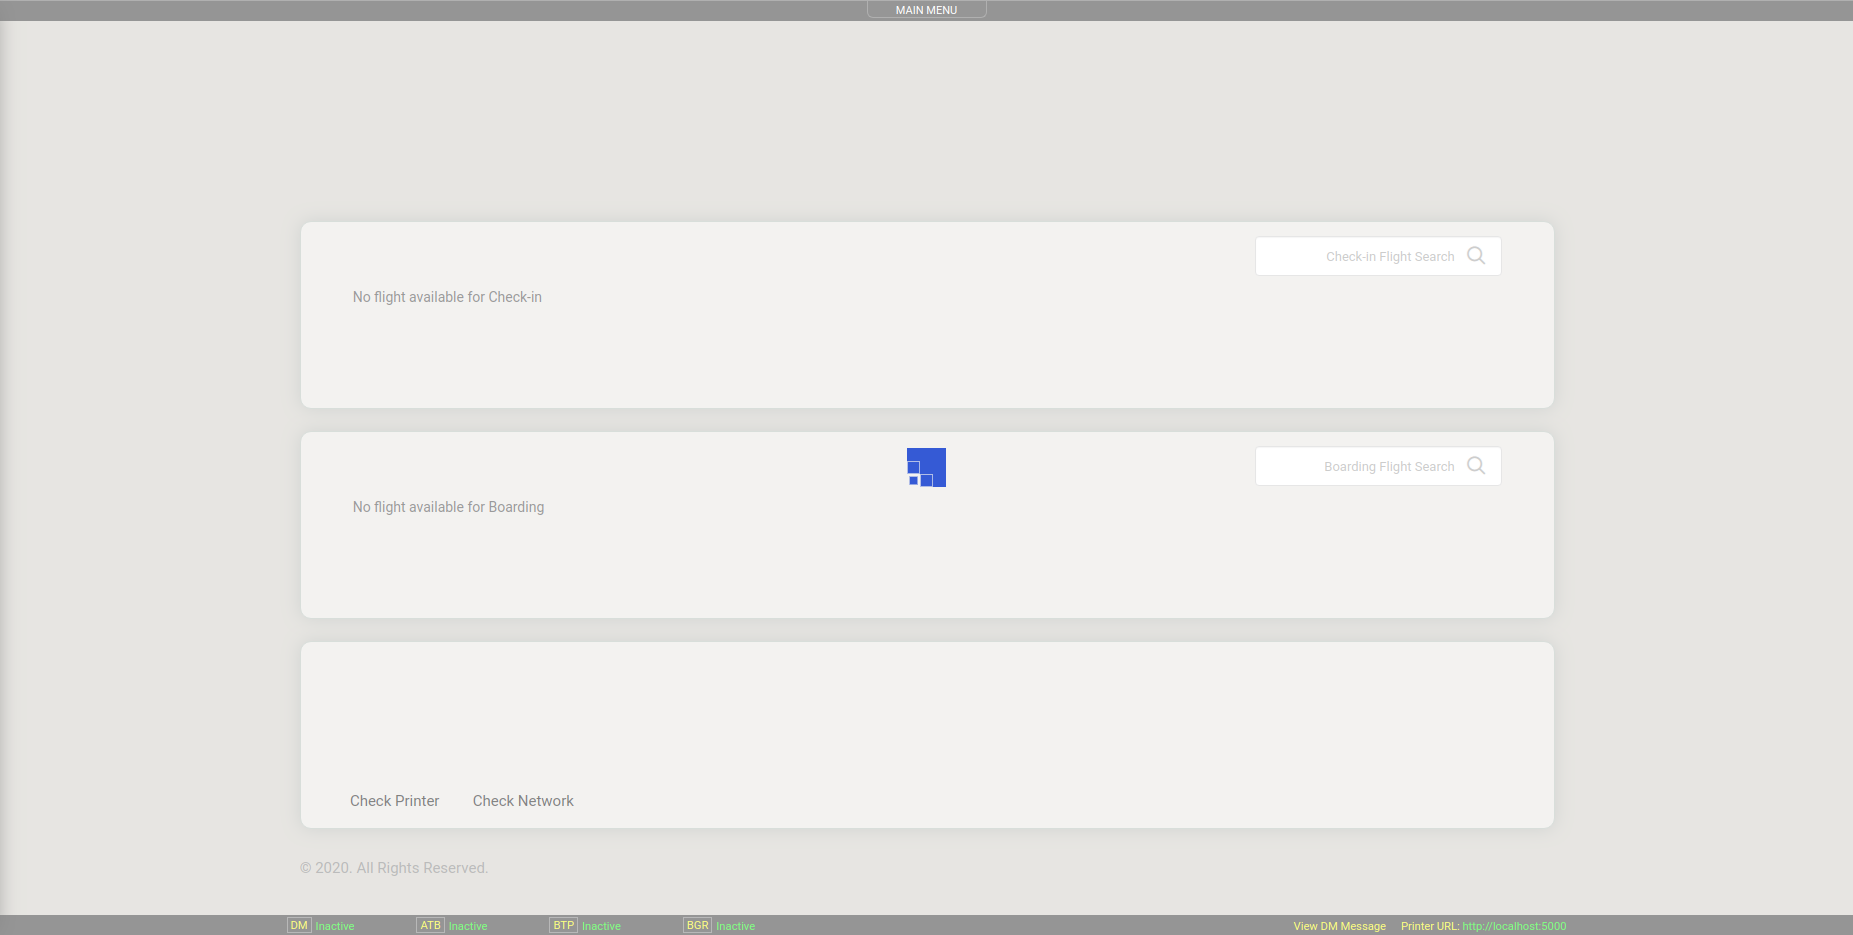 MAIN MENU
Check-in Flight Search
No flight available for Check-in
Boarding Flight Search
No flight available for Boarding
Check Printer Check Network
© 2020. All Rights Reserved.
DM Inactive ATB Inactive BTP Inactive BGR Inactive View DM Message Printer URL: http://localhost:5000